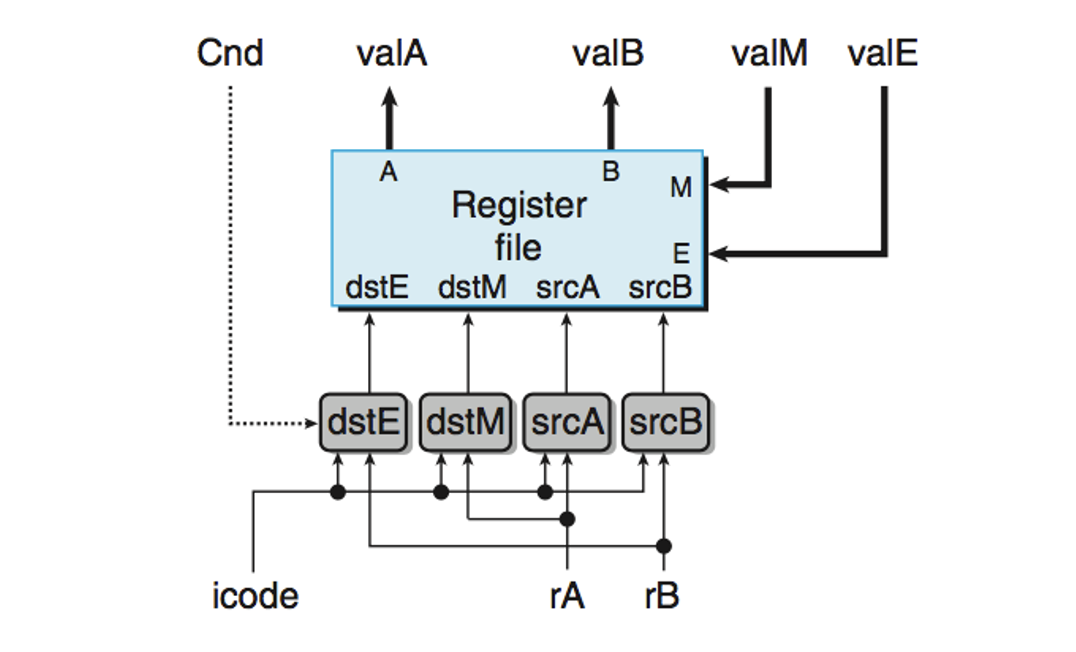 Cnd valA valB valM valE
A B M
Register
file
E
dstE dstM srcA srcB
dstE dstM srcA srcB
icode rA rB